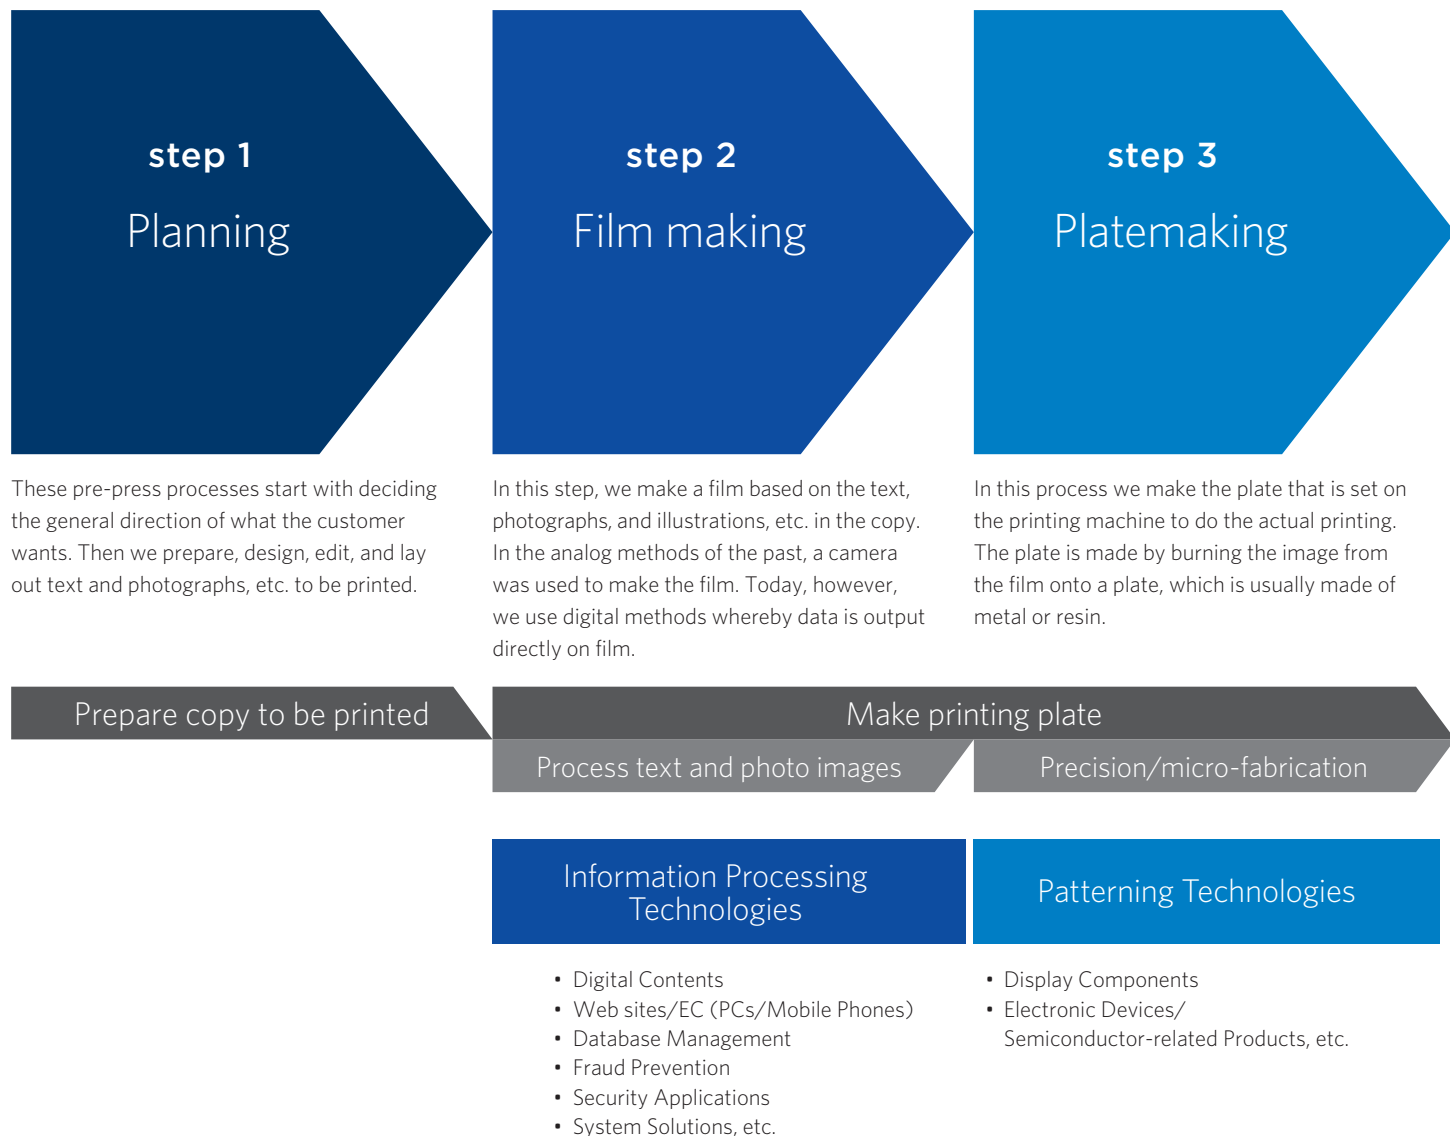 step 1
Planning
step 2
Film making
step 3
Platemaking
These pre-press processes start with deciding
the general direction of what the customer
wants. Then we prepare, design, edit, and lay
out text and photographs, etc. to be printed.
In this step, we make a film based on the text,
photographs, and illustrations, etc. in the copy.
In the analog methods of the past, a camera
was used to make the film. Today, however,
we use digital methods whereby data is output
directly on film.
In this process we make the plate that is set on
the printing machine to do the actual printing.
The plate is made by burning the image from
the film onto a plate, which is usually made of
metal or resin.
Prepare copy to be printed
Make printing plate
Process text and photo images
Precision/micro-fabrication
Information Processing
Technologies
• Digital Contents
• Web sites/EC (PCs/Mobile Phones)
• Database Management
• Fraud Prevention
• Security Applications
• System Solutions, etc.
Patterning Technologies
• Display Components
• Electronic Devices/
Semiconductor-related Products, etc.